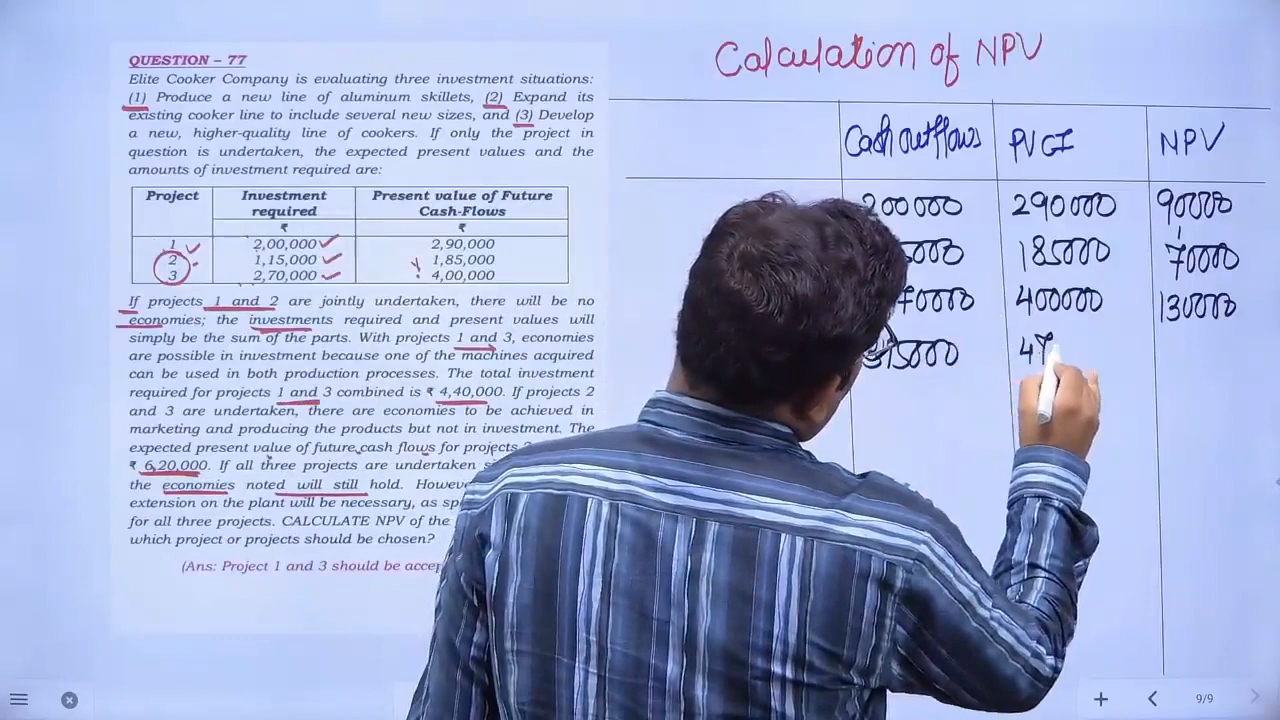 QUESTION – 77
Elite Cooker Company is evaluating three investment situations:
(1) Produce a new line of aluminum skillets, (2) Expand its
existing cooker line to include several new sizes, and (3) Develop
a new, higher-quality line of cookers. If only the project in
question is undertaken, the expected present values and the
amounts of investment required are:
Project Investment required Present value of Future Cash-Flows
₹ ₹
1 2,00,000 2,90,000
2 1,15,000 1,85,000
3 2,70,000 4,00,000
If projects 1 and 2 are jointly undertaken, there will be no
economies; the investments required and present values will
simply be the sum of the parts. With projects 1 and 3, economies
are possible in investment because one of the machines acquired
can be used in both production processes. The total investment
required for projects 1 and 3 combined is ₹ 4,40,000. If projects 2
and 3 are undertaken, there are economies to be achieved in
marketing and producing the products but not in investment. The
expected present value of future cash flows for projects
₹ 6,20,000. If all three projects are undertaken
the economies noted will still hold. However
extension on the plant will be necessary, as
for all three projects. CALCULATE NPV of the
which project or projects should be chosen?
(Ans: Project 1 and 3 should be
Calculation of NPV
Cash outflows PVCI NPV
200000 290000 90000
5000 185000 70000
70000 400000 130000
315000 47
9/9